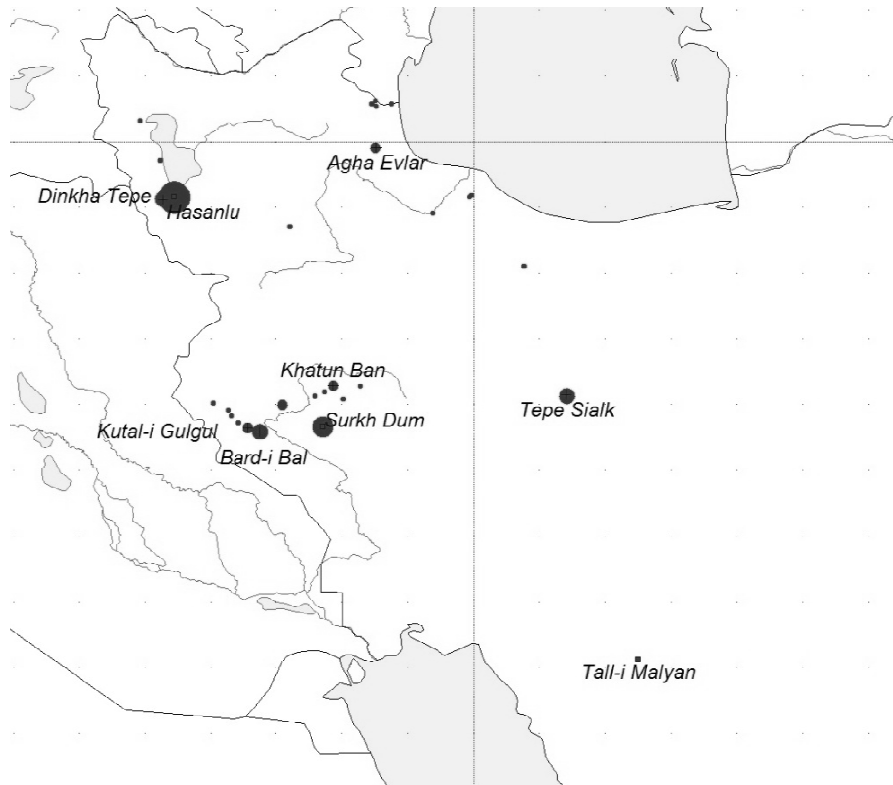 Agha Evlar
Dinkha Tepe
Hasanlu
Khatun Ban
Tepe Sialk
Surkh Dum
Kutal-i Gulgul
Bard-i Bal
Tall-i Malyan